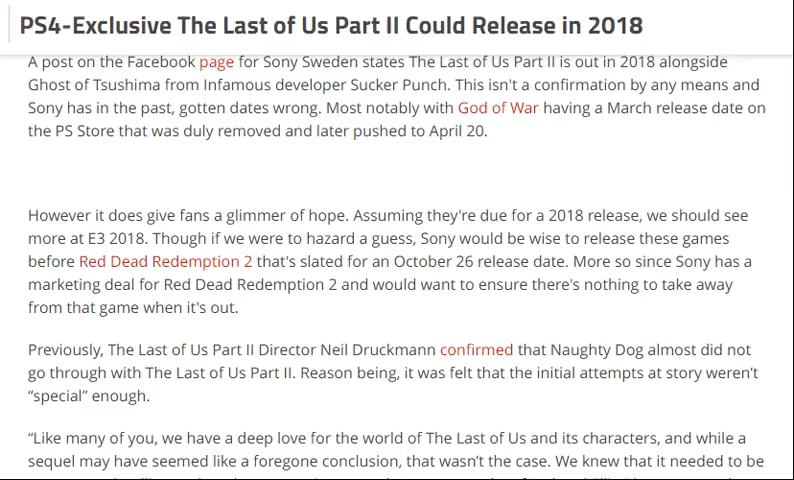 PS4-Exclusive The Last of Us Part II Could Release in 2018
A post on the Facebook page for Sony Sweden states The Last of Us Part II is out in 2018 alongside
Ghost of Tsushima from Infamous developer Sucker Punch. This isn't a confirmation by any means and
Sony has in the past, gotten dates wrong. Most notably with God of War having a March release date on
the PS Store that was duly removed and later pushed to April 20.
However it does give fans a glimmer of hope. Assuming they're due for a 2018 release, we should see
more at E3 2018. Though if we were to hazard a guess, Sony would be wise to release these games
before Red Dead Redemption 2 that's slated for an October 26 release date. More so since Sony has a
marketing deal for Red Dead Redemption 2 and would want to ensure there's nothing to take away
from that game when it's out.
Previously, The Last of Us Part II Director Neil Druckmann confirmed that Naughty Dog almost did not
go through with The Last of Us Part II. Reason being, it was felt that the initial attempts at story weren’t
“special” enough.
“Like many of you, we have a deep love for the world of The Last of Us and its characters, and while a
sequel may have seemed like a foregone conclusion, that wasn’t the case. We knew that it needed to be